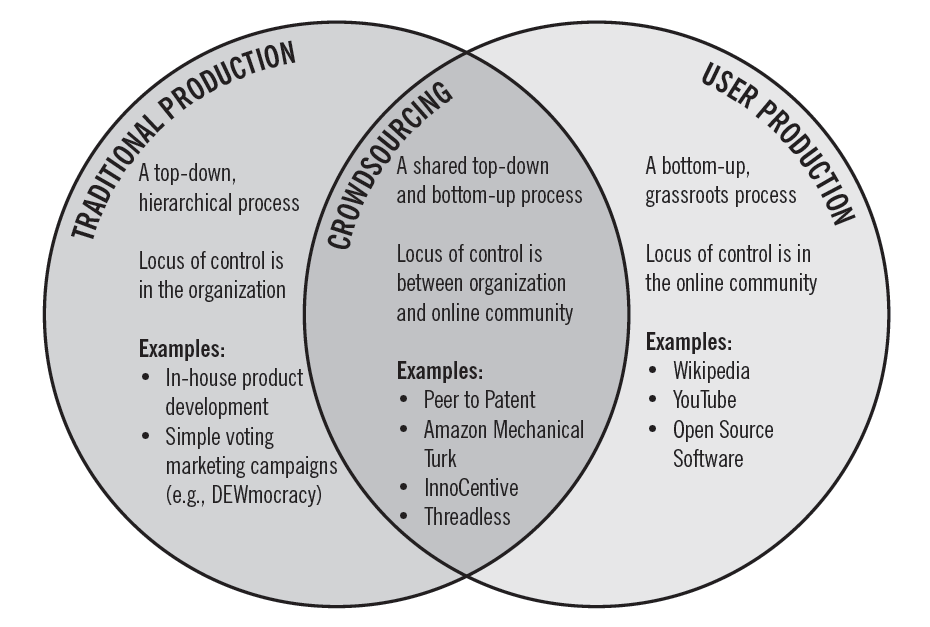 TRADITIONAL PRODUCTION
A top-down,
hierarchical process
Locus of control is
in the organization
Examples:
• In-house product
development
• Simple voting
marketing campaigns
(e.g., DEWmocracy)
CROWDSOURCING
A shared top-down
and bottom-up process
Locus of control is
between organization
and online community
Examples:
• Peer to Patent
• Amazon Mechanical
Turk
• InnoCentive
• Threadless
USER PRODUCTION
A bottom-up,
grassroots process
Locus of control is in
the online community
Examples:
• Wikipedia
• YouTube
• Open Source
Software